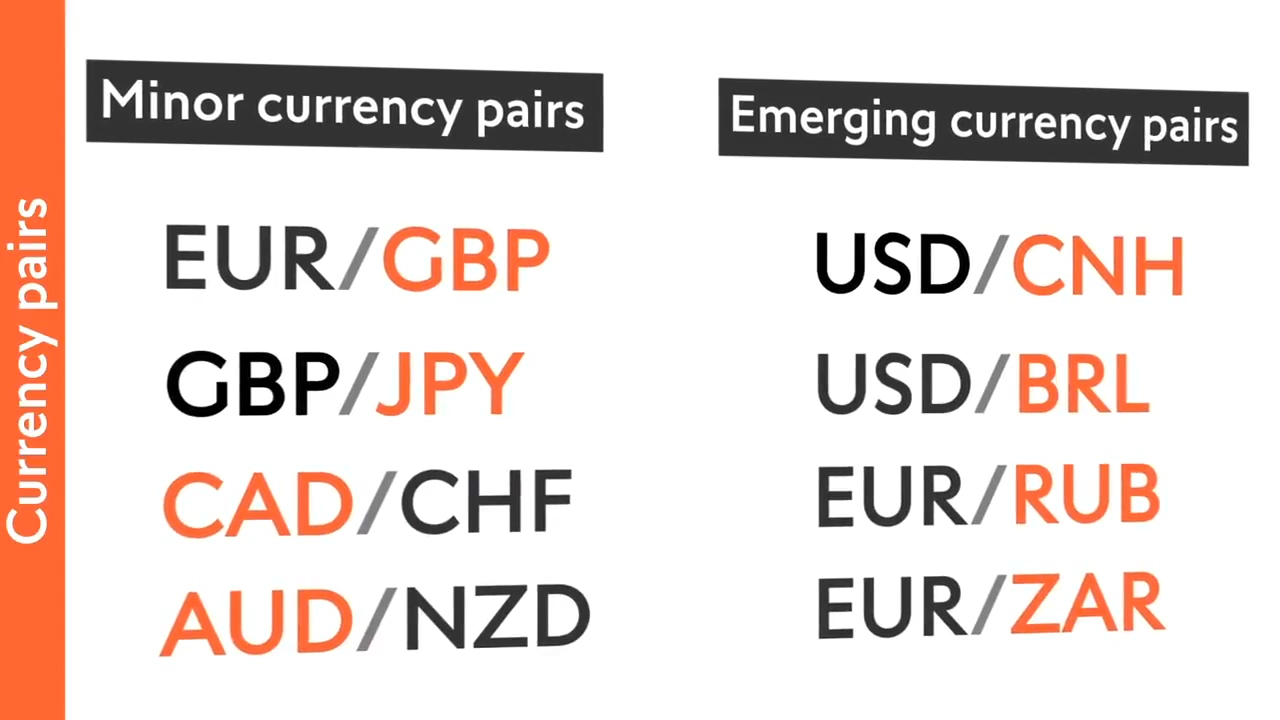 Currency pairs
Minor currency pairs
EUR/GBP
GBP/JPY
CAD/CHF
AUD/NZD
Emerging currency pairs
USD/CNH
USD/BRL
EUR/RUB
EUR/ZAR